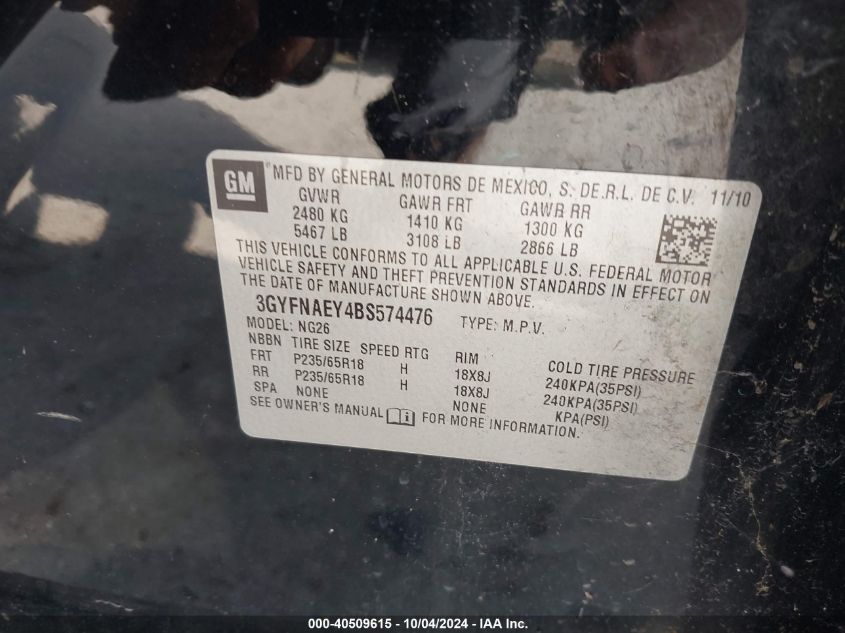 GM
MFD BY GENERAL MOTORS DE MEXICO, S. DE.R.L. DE C.V. 11/10
GVWR GAWR FRT GAWR RR
2480 KG 1410 KG 1300 KG
5467 LB 3108 LB 2866 LB
THIS VEHICLE CONFORMS TO ALL APPLICABLE U.S. FEDERAL MOTOR
VEHICLE SAFETY AND THEFT PREVENTION STANDARDS IN EFFECT ON
THE DATE OF MANUFACTURE SHOWN ABOVE.
3GYFNAEY4BS574476 TYPE: M.P.V.
MODEL: NG26
NBBN TIRE SIZE SPEED RTG RIM COLD TIRE PRESSURE
FRT P235/65R18 H 18X8J 240KPA(35PSI)
RR P235/65R18 H 18X8J 240KPA(35PSI)
SPA NONE NONE KPA(PSI)
SEE OWNER'S MANUAL i FOR MORE INFORMATION.
000-40509615 - 10/04/2024 - IAA Inc.